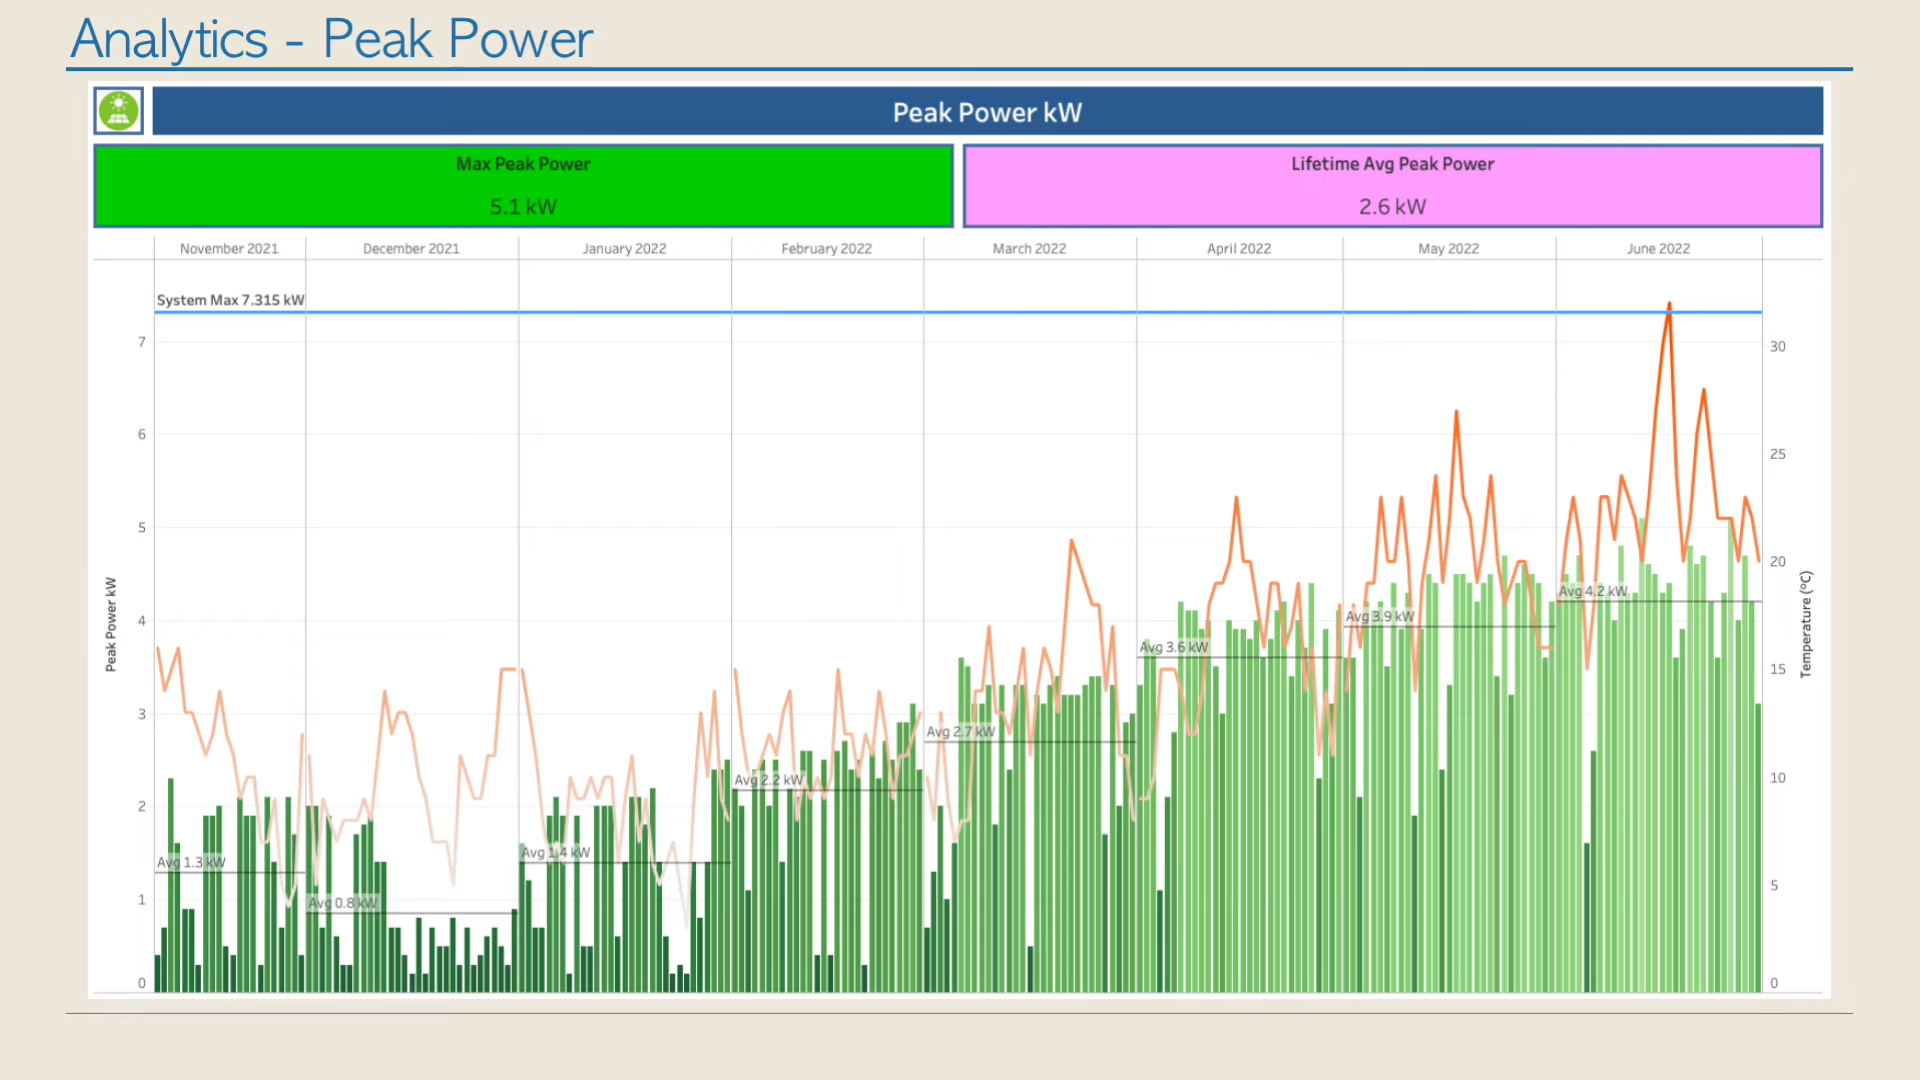 Analytics - Peak Power
Peak Power kW
Max Peak Power
5.1 kW
Lifetime Avg Peak Power
2.6 kW
November 2021
December 2021
January 2022
February 2022
March 2022
April 2022
May 2022
June 2022
System Max 7.315 kW
7
6
5
4
3
2
1
0
Peak Power kW
Avg 1.3 kW
Avg 0.8 kW
Avg 1.4 kW
Avg 2.2 kW
Avg 2.7 kW
Avg 3.6 kW
Avg 3.9 kW
Avg 4.2 kW
30
25
20
15
10
5
0
Temperature (°C)